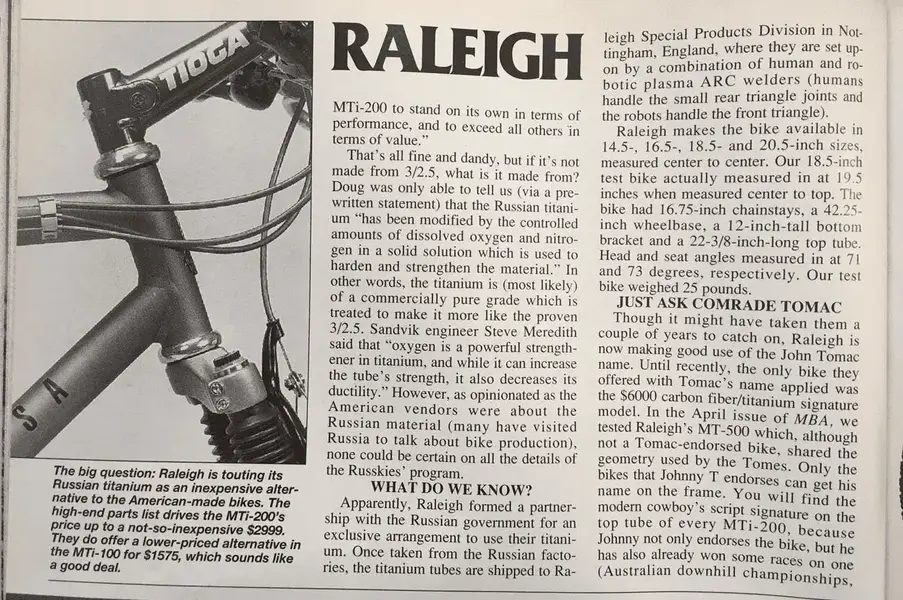 TIOGA
S A
The big question: Raleigh is touting its
Russian titanium as an inexpensive alter-
native to the American-made bikes. The
high-end parts list drives the MTi-200's
price up to a not-so-inexpensive $2999.
They do offer a lower-priced alternative in
the MTi-100 for $1575, which sounds like
a good deal.
RALEIGH
MTi-200 to stand on its own in terms of
performance, and to exceed all others in
terms of value."
That's all fine and dandy, but if it's not
made from 3/2.5, what is it made from?
Doug was only able to tell us (via a pre-
written statement) that the Russian titani-
um "has been modified by the controlled
amounts of dissolved oxygen and nitro-
gen in a solid solution which is used to
harden and strengthen the material." In
other words, the titanium is (most likely)
of a commercially pure grade which is
treated to make it more like the proven
3/2.5. Sandvik engineer Steve Meredith
said that "oxygen is a powerful strength-
ener in titanium, and while it can increase
the tube's strength, it also decreases its
ductility." However, as opinionated as the
American vendors were about the
Russian material (many have visited
Russia to talk about bike production),
none could be certain on all the details of
the Russkies' program.
WHAT DO WE KNOW?
Apparently, Raleigh formed a partner-
ship with the Russian government for an
exclusive arrangement to use their titani-
um. Once taken from the Russian facto-
ries, the titanium tubes are shipped to Ra-
leigh Special Products Division in Not-
tingham, England, where they are set up-
on by a combination of human and ro-
botic plasma ARC welders (humans
handle the small rear triangle joints and
the robots handle the front triangle).
Raleigh makes the bike available in
14.5-, 16.5-, 18.5- and 20.5-inch sizes,
measured center to center. Our 18.5-inch
test bike actually measured in at 19.5
inches when measured center to top. The
bike had 16.75-inch chainstays, a 42.25-
inch wheelbase, a 12-inch-tall bottom
bracket and a 22-3/8-inch-long top tube.
Head and seat angles measured in at 71
and 73 degrees, respectively. Our test
bike weighed 25 pounds.
JUST ASK COMRADE TOMAC
Though it might have taken them a
couple of years to catch on, Raleigh is
now making good use of the John Tomac
name. Until recently, the only bike they
offered with Tomac's name applied was
the $6000 carbon fiber/titanium signature
model. In the April issue of MBA, we
tested Raleigh's MT-500 which, although
not a Tomac-endorsed bike, shared the
geometry used by the Tomes. Only the
bikes that Johnny T endorses can get his
name on the frame. You will find the
modern cowboy's script signature on the
top tube of every MTi-200, because
Johnny not only endorses the bike, but he
has also already won some races on one
(Australian downhill championships,